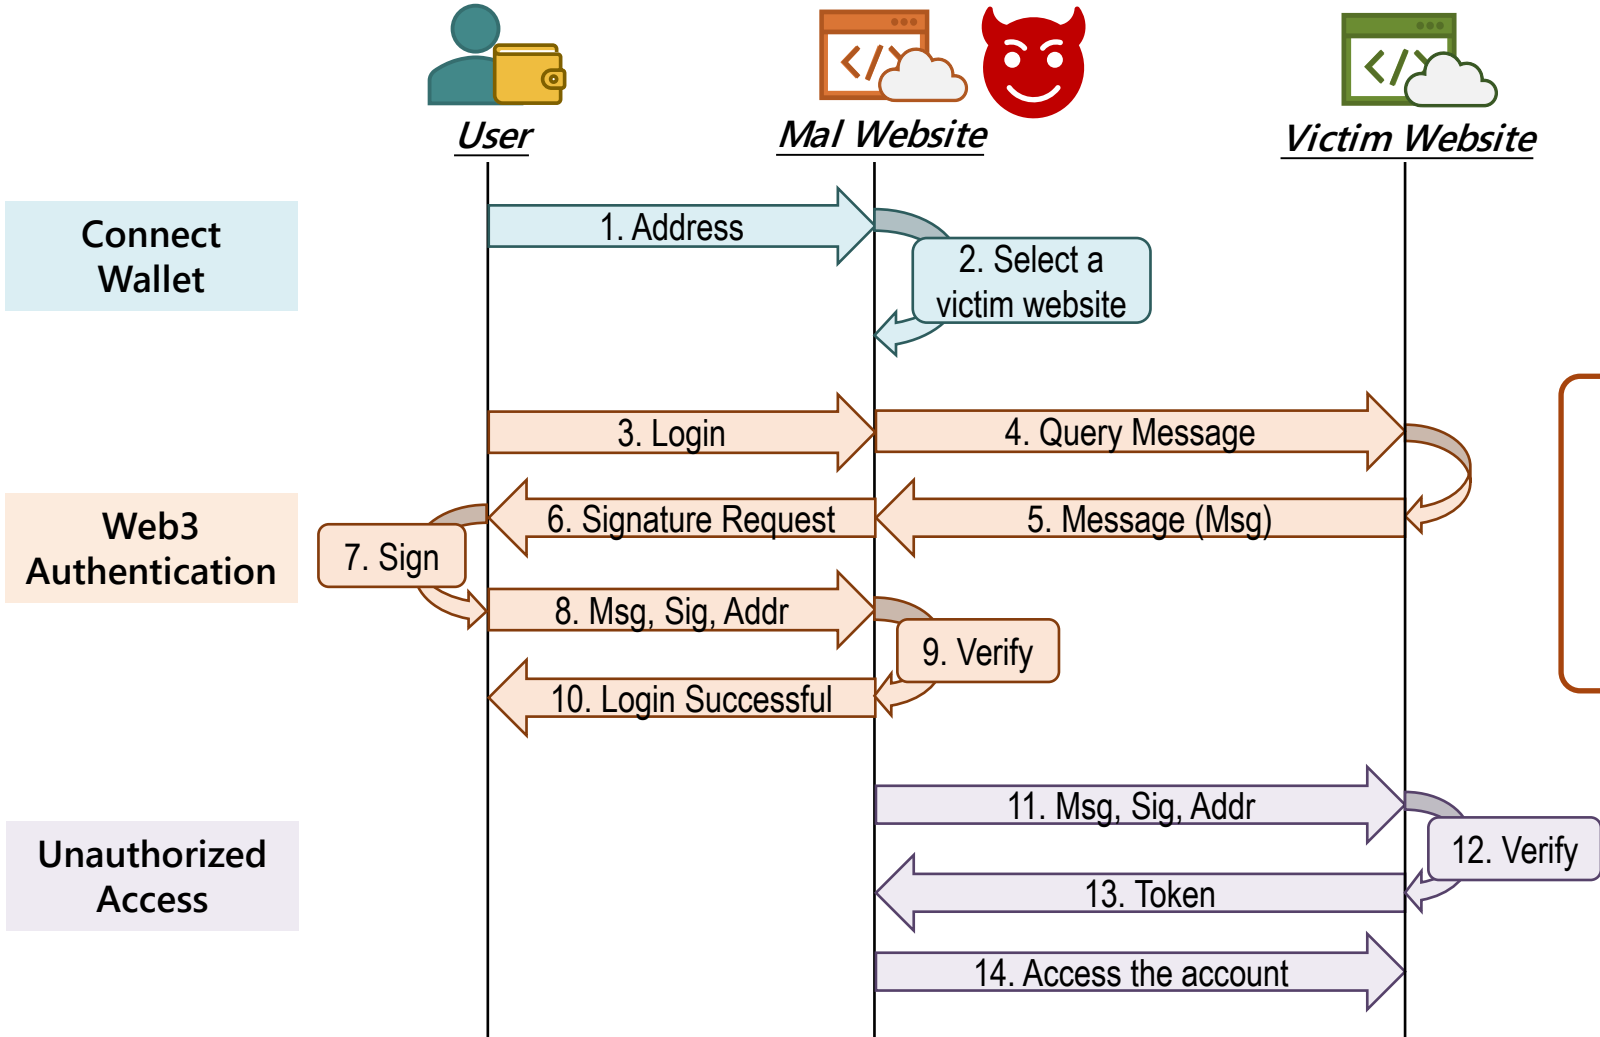 User
Mal Website
Victim Website
Connect
Wallet
1. Address
2. Select a
victim website
3. Login
4. Query Message
Web3
Authentication
5. Message (Msg)
6. Signature Request
7. Sign
8. Msg, Sig, Addr
9. Verify
10. Login Successful
Unauthorized
Access
11. Msg, Sig, Addr
12. Verify
13. Token
14. Access the account